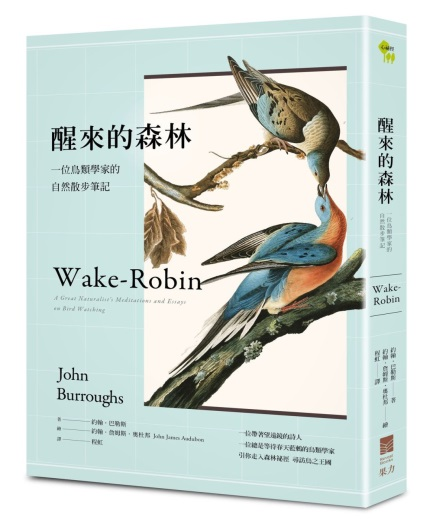 醒來的森林
一位鳥類學家的
自然散步筆記
Wake-Robin
A Great Naturalist's Meditations and Essays
on Bird Watching
John
Burroughs
著 約翰・巴勒斯
繪 約翰・詹姆斯・奧杜邦 John James Audubon
譯 程虹
一位帶著望遠鏡的詩人
一位總是等待春天藍鶇的鳥類學家
引你走入森林祕徑 尋訪鳥之王國
醒來的森林
一位鳥類學家的
自然散步筆記
Wake-
Robin
約翰・巴勒斯 著
約翰・詹姆斯・奧杜邦 繪
程虹 譯
果力